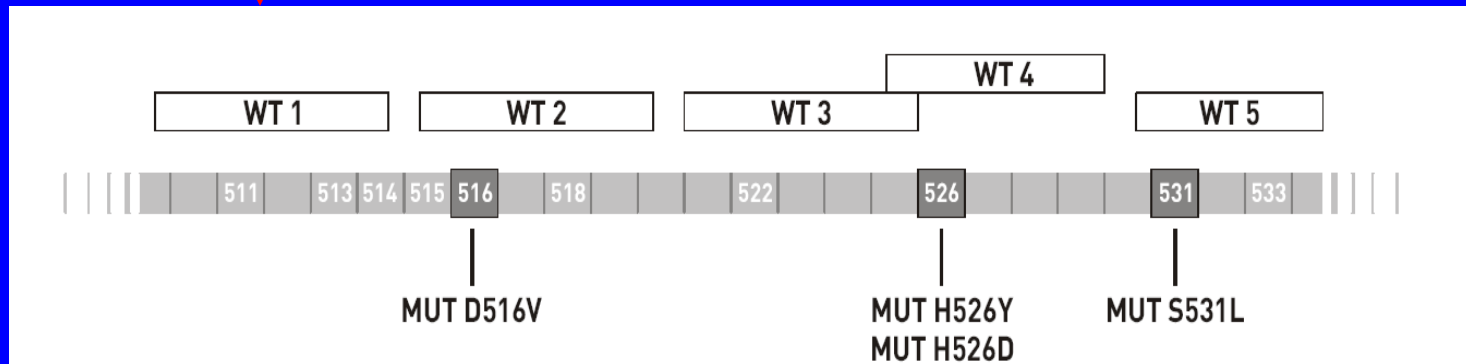 WT 4
WT 1 WT 2 WT 3 WT 5
511 513 514 515 516 518 522 526 531 533
MUT D516V MUT H526Y MUT S531L
MUT H526D